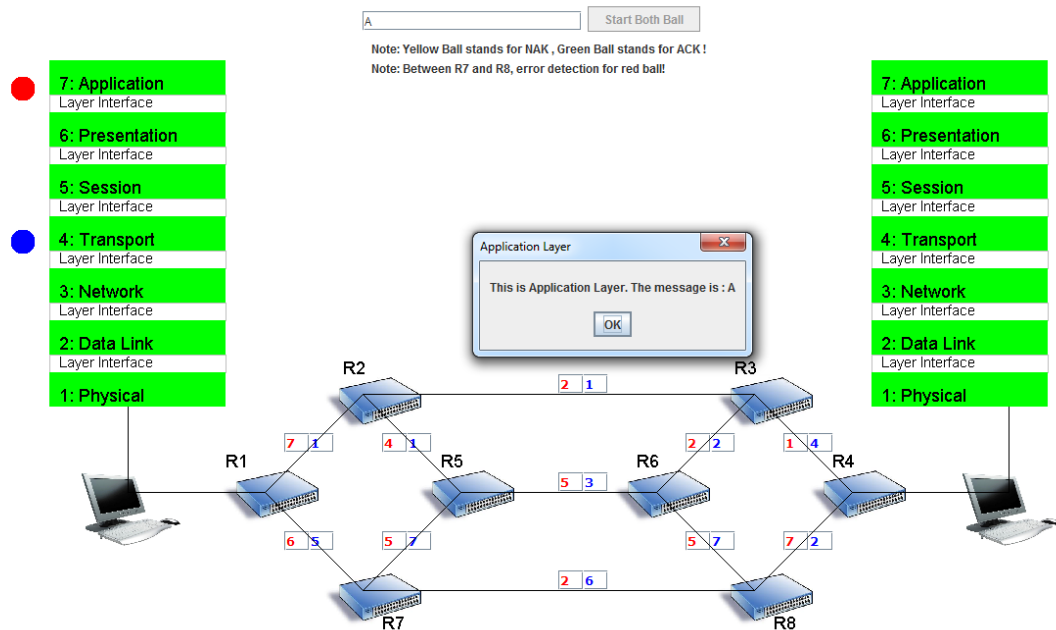 A
Start Both Ball
Note: Yellow Ball stands for NAK , Green Ball stands for ACK !
Note: Between R7 and R8, error detection for red ball!
7: Application
Layer Interface
6: Presentation
Layer Interface
5: Session
Layer Interface
4: Transport
Layer Interface
3: Network
Layer Interface
2: Data Link
Layer Interface
1: Physical
Application Layer
This is Application Layer. The message is : A
OK
7: Application
Layer Interface
6: Presentation
Layer Interface
5: Session
Layer Interface
4: Transport
Layer Interface
3: Network
Layer Interface
2: Data Link
Layer Interface
1: Physical
R2
R3
2 1
7 1
4 1
2 2
1 4
R1
R5
R6
R4
5 3
6 5
5 7
5 7
7 2
2 6
R7
R8